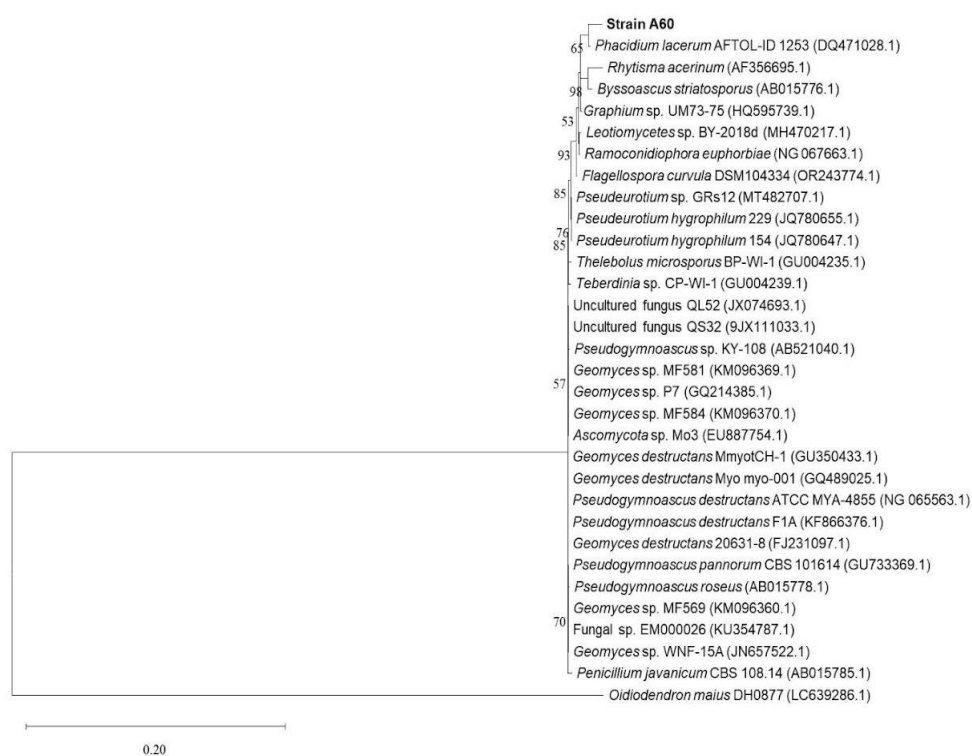 Strain A60
65
Phacidium lacerum AFTOL-ID 1253 (DQ471028.1)
Rhytisma acerinum (AF356695.1)
98
Byssoascus striatosporus (AB015776.1)
Graphium sp. UM73-75 (HQ595739.1)
53
Leotiomycetes sp. BY-2018d (MH470217.1)
93
Ramoconidiophora euphorbiae (NG 067663.1)
Flagellospora curvula DSM104334 (OR243774.1)
85
Pseudeurotium sp. GRs12 (MT482707.1)
Pseudeurotium hygrophilum 229 (JQ780655.1)
76
85
Pseudeurotium hygrophilum 154 (JQ780647.1)
Thelebolus microsporus BP-WI-1 (GU004235.1)
Teberdinia sp. CP-WI-1 (GU004239.1)
Uncultured fungus QL52 (JX074693.1)
Uncultured fungus QS32 (9JX111033.1)
Pseudogymnoascus sp. KY-108 (AB521040.1)
Geomyces sp. MF581 (KM096369.1)
57
Geomyces sp. P7 (GQ214385.1)
Geomyces sp. MF584 (KM096370.1)
Ascomycota sp. Mo3 (EU887754.1)
Geomyces destructans MmyotCH-1 (GU350433.1)
Geomyces destructans Myo myo-001 (GQ489025.1)
Pseudogymnoascus destructans ATCC MYA-4855 (NG 065563.1)
Pseudogymnoascus destructans F1A (KF866376.1)
Geomyces destructans 20631-8 (FJ231097.1)
Pseudogymnoascus pannorum CBS 101614 (GU733369.1)
Pseudogymnoascus roseus (AB015778.1)
Geomyces sp. MF569 (KM096360.1)
70
Fungal sp. EM000026 (KU354787.1)
Geomyces sp. WNF-15A (JN657522.1)
Penicillium javanicum CBS 108.14 (AB015785.1)
Oidiodendron maius DH0877 (LC639286.1)
0.20